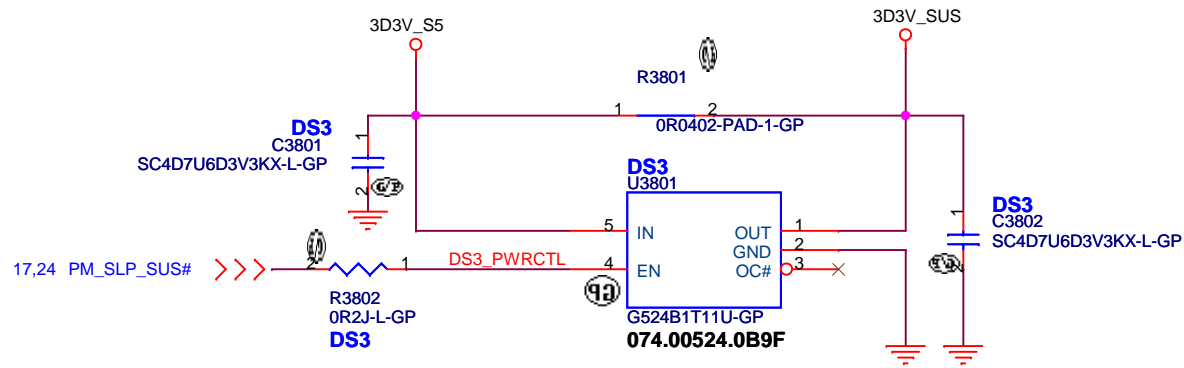 3D3V_S5
3D3V_SUS
R3801
1
2
0R0402-PAD-1-GP
DS3
C3801
SC4D7U6D3V3KX-L-GP
1
2
DS3
U3801
5 IN
OUT 1
GND 2
4 EN
OC# 3
G524B1T11U-GP
074.00524.0B9F
DS3
C3802
SC4D7U6D3V3KX-L-GP
1
2
17,24 PM_SLP_SUS#
2
1
DS3_PWRCTL
R3802
0R2J-L-GP
DS3
GP